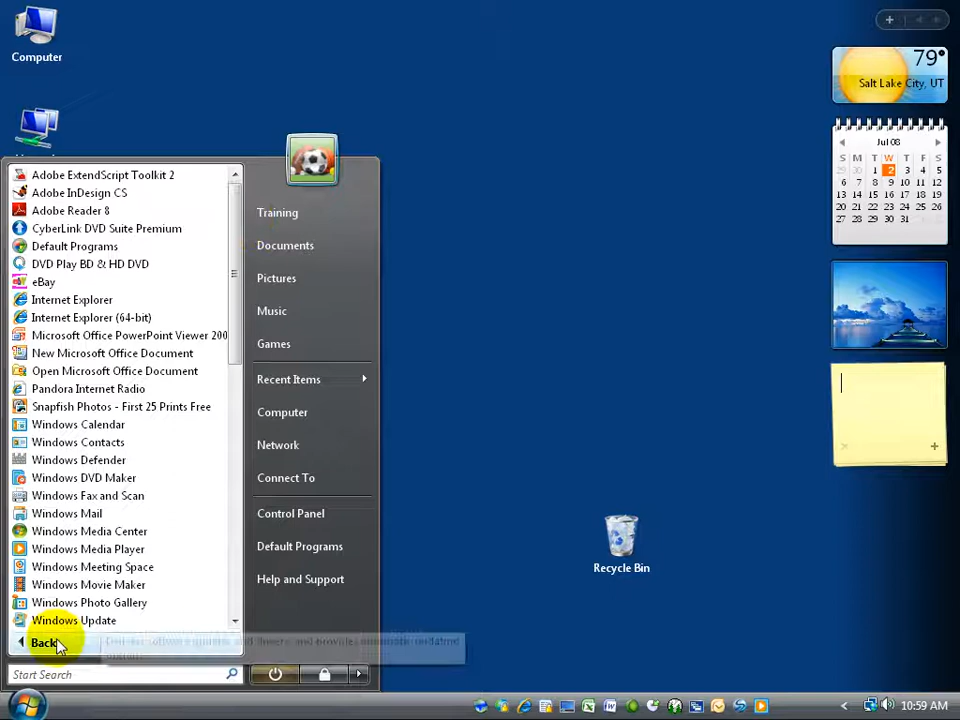 Computer
79°
Salt Lake City, UT
Jul 08
S M T W T F S
29 30 1 2 3 4 5
6 7 8 9 10 11 12
13 14 15 16 17 18 19
20 21 22 23 24 25 26
27 28 29 30 31
Adobe ExtendScript Toolkit 2
Adobe InDesign CS
Adobe Reader 8
CyberLink DVD Suite Premium
Default Programs
DVD Play BD & HD DVD
eBay
Internet Explorer
Internet Explorer (64-bit)
Microsoft Office PowerPoint Viewer 200
New Microsoft Office Document
Open Microsoft Office Document
Pandora Internet Radio
Snapfish Photos - First 25 Prints Free
Windows Calendar
Windows Contacts
Windows Defender
Windows DVD Maker
Windows Fax and Scan
Windows Mail
Windows Media Center
Windows Media Player
Windows Meeting Space
Windows Movie Maker
Windows Photo Gallery
Windows Update
Back
Start Search
Training
Documents
Pictures
Music
Games
Recent Items
Computer
Network
Connect To
Control Panel
Default Programs
Help and Support
Recycle Bin
10:59 AM